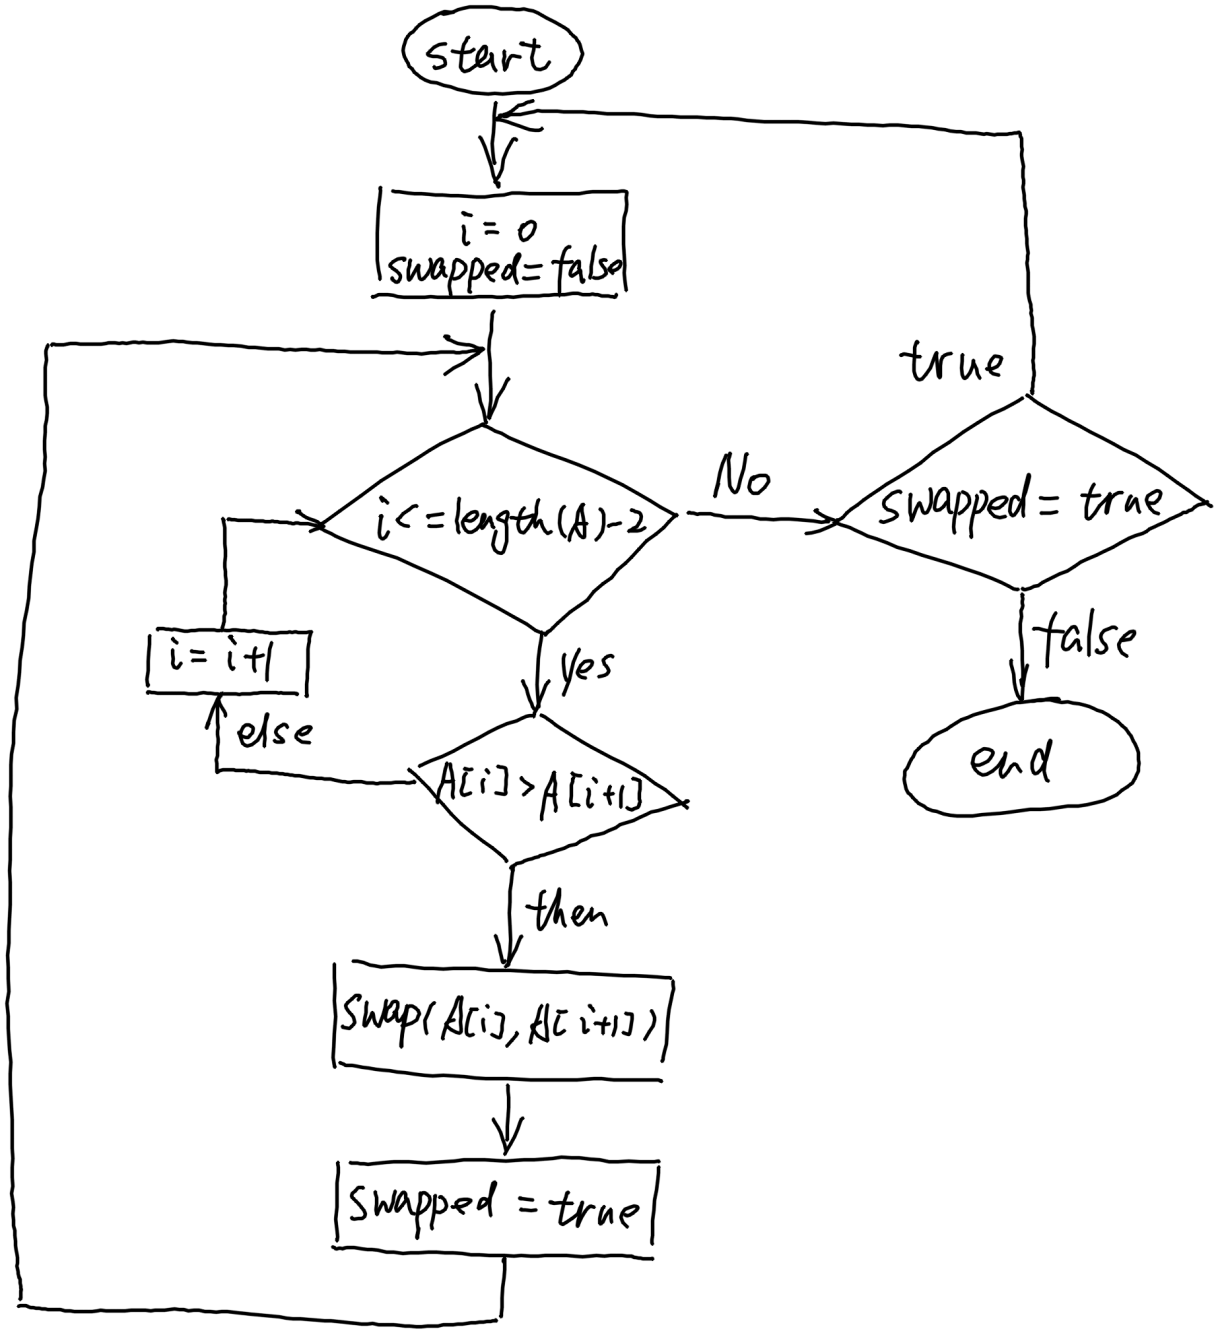 start
i = 0
swapped = false
true
i <= length(A)-2
No
swapped = true
i = i+1
yes
false
else
A[i] > A[i+1]
end
then
swap(A[i], A[i+1])
swapped = true